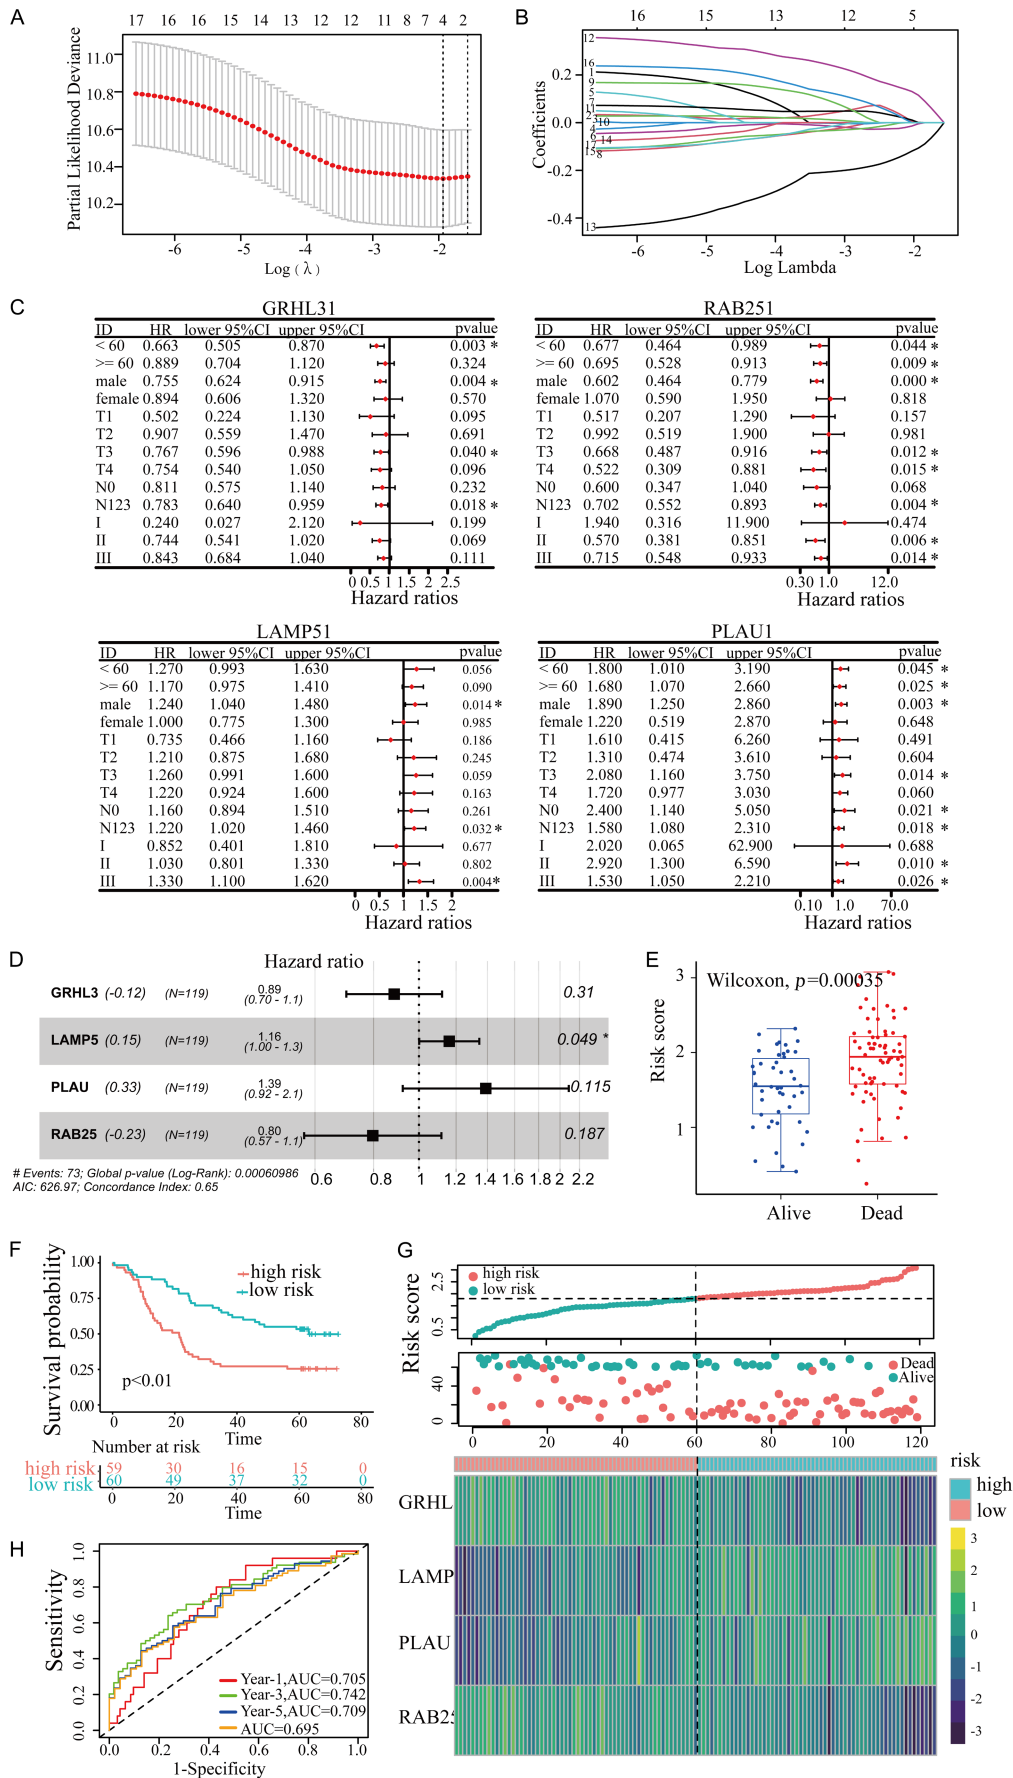 A
17 16 15 14 13 12 12 11 8 7 4 2
Partial Likelihood Deviance
11.0
10.8
10.6
10.4
10.2
-6 -5 -4 -3 -2
Log (λ)
B
16 15 13 12 5
Coefficients
0.2
0.0
-0.2
-0.4
12
16
1
9
5
10
4
6
14
8
13
-6 -5 -4 -3 -2
Log Lambda
C
GRHL31
ID HR lower 95%CI upper 95%CI pvalue
< 60 0.663 0.505 0.870 0.003 *
>= 60 0.889 0.704 1.120 0.324
male 0.755 0.624 0.915 0.004 *
female 0.894 0.606 1.320 0.570
T1 0.502 0.224 1.130 0.095
T2 0.907 0.559 1.470 0.691
T3 0.767 0.596 0.988 0.040 *
T4 0.754 0.540 1.050 0.096
N0 0.811 0.575 1.140 0.232
N123 0.783 0.640 0.959 0.018 *
I 0.240 0.027 2.120 0.199
II 0.744 0.541 1.020 0.069
III 0.843 0.684 1.040 0.111
0 0.5 1 1.5 2 2.5
Hazard ratios
RAB251
ID HR lower 95%CI upper 95%CI pvalue
< 60 0.677 0.464 0.989 0.044 *
>= 60 0.695 0.528 0.913 0.009 *
male 0.602 0.464 0.779 0.000 *
female 1.070 0.590 1.950 0.818
T1 0.517 0.207 1.290 0.157
T2 0.992 0.519 1.900 0.981
T3 0.668 0.487 0.916 0.012 *
T4 0.522 0.309 0.881 0.015 *
N0 0.600 0.347 1.040 0.068
N123 0.702 0.552 0.893 0.004 *
I 1.940 0.316 11.900 0.474
II 0.570 0.381 0.851 0.006 *
III 0.715 0.548 0.933 0.014 *
0.30 1.0 12.0
Hazard ratios
LAMP51
ID HR lower 95%CI upper 95%CI pvalue
< 60 1.270 0.993 1.630 0.056
>= 60 1.170 0.975 1.410 0.090
male 1.240 1.040 1.480 0.014 *
female 1.000 0.775 1.300 0.985
T1 0.735 0.466 1.160 0.186
T2 1.210 0.875 1.680 0.245
T3 1.260 0.991 1.600 0.059
T4 1.220 0.924 1.600 0.163
N0 1.160 0.894 1.510 0.261
N123 1.220 1.020 1.460 0.032 *
I 0.852 0.401 1.810 0.677
II 1.030 0.801 1.330 0.802
III 1.330 1.100 1.620 0.004 *
0 0.5 1 1.5 2
Hazard ratios
PLAU1
ID HR lower 95%CI upper 95%CI pvalue
< 60 1.800 1.010 3.190 0.045 *
>= 60 1.680 1.070 2.660 0.025 *
male 1.890 1.250 2.860 0.003 *
female 1.220 0.519 2.870 0.648
T1 1.610 0.415 6.260 0.491
T2 1.310 0.474 3.610 0.604
T3 2.080 1.160 3.750 0.014 *
T4 1.720 0.977 3.030 0.060
N0 2.400 1.140 5.050 0.021 *
N123 1.580 1.080 2.310 0.018 *
I 2.020 0.065 62.900 0.688
II 2.920 1.300 6.590 0.010 *
III 1.530 1.050 2.210 0.026 *
0.10 1.0 70.0
Hazard ratios
D
Hazard ratio
GRHL3 (-0.12) (N=119) 0.89 (0.70 - 1.1) 0.31
LAMP5 (0.15) (N=119) 1.16 (1.00 - 1.3) 0.049 *
PLAU (0.33) (N=119) 1.39 (0.92 - 2.1) 0.115
RAB25 (-0.23) (N=119) 0.80 (0.57 - 1.1) 0.187
# Events: 73; Global p-value (Log-Rank): 0.00060986
AIC: 626.97; Concordance Index: 0.65
0.6 0.8 1 1.2 1.4 1.6 1.8 2 2.2
E
Wilcoxon, p=0.00035
Risk score
3
2
1
Alive Dead
F
Survival probability
1.00
0.75
0.50
0.25
0.00
high risk
low risk
p<0.01
0 20 40 60 80
Time
Number at risk
high risk 59 30 16 15 0
low risk 60 49 37 32 0
0 20 40 60 80
Time
G
Risk score
2.5
0.5
high risk
low risk
0 20 40 60 80 100 120
40
0
Dead
Alive
0 20 40 60 80 100 120
risk
high
low
GRHL
LAMP
PLAU
RAB25
3
2
1
0
-1
-2
-3
H
Sensitivity
1.0
0.8
0.6
0.4
0.2
0.0
Year-1,AUC=0.705
Year-3,AUC=0.742
Year-5,AUC=0.709
AUC=0.695
0.0 0.2 0.4 0.6 0.8 1.0
1-Specificity